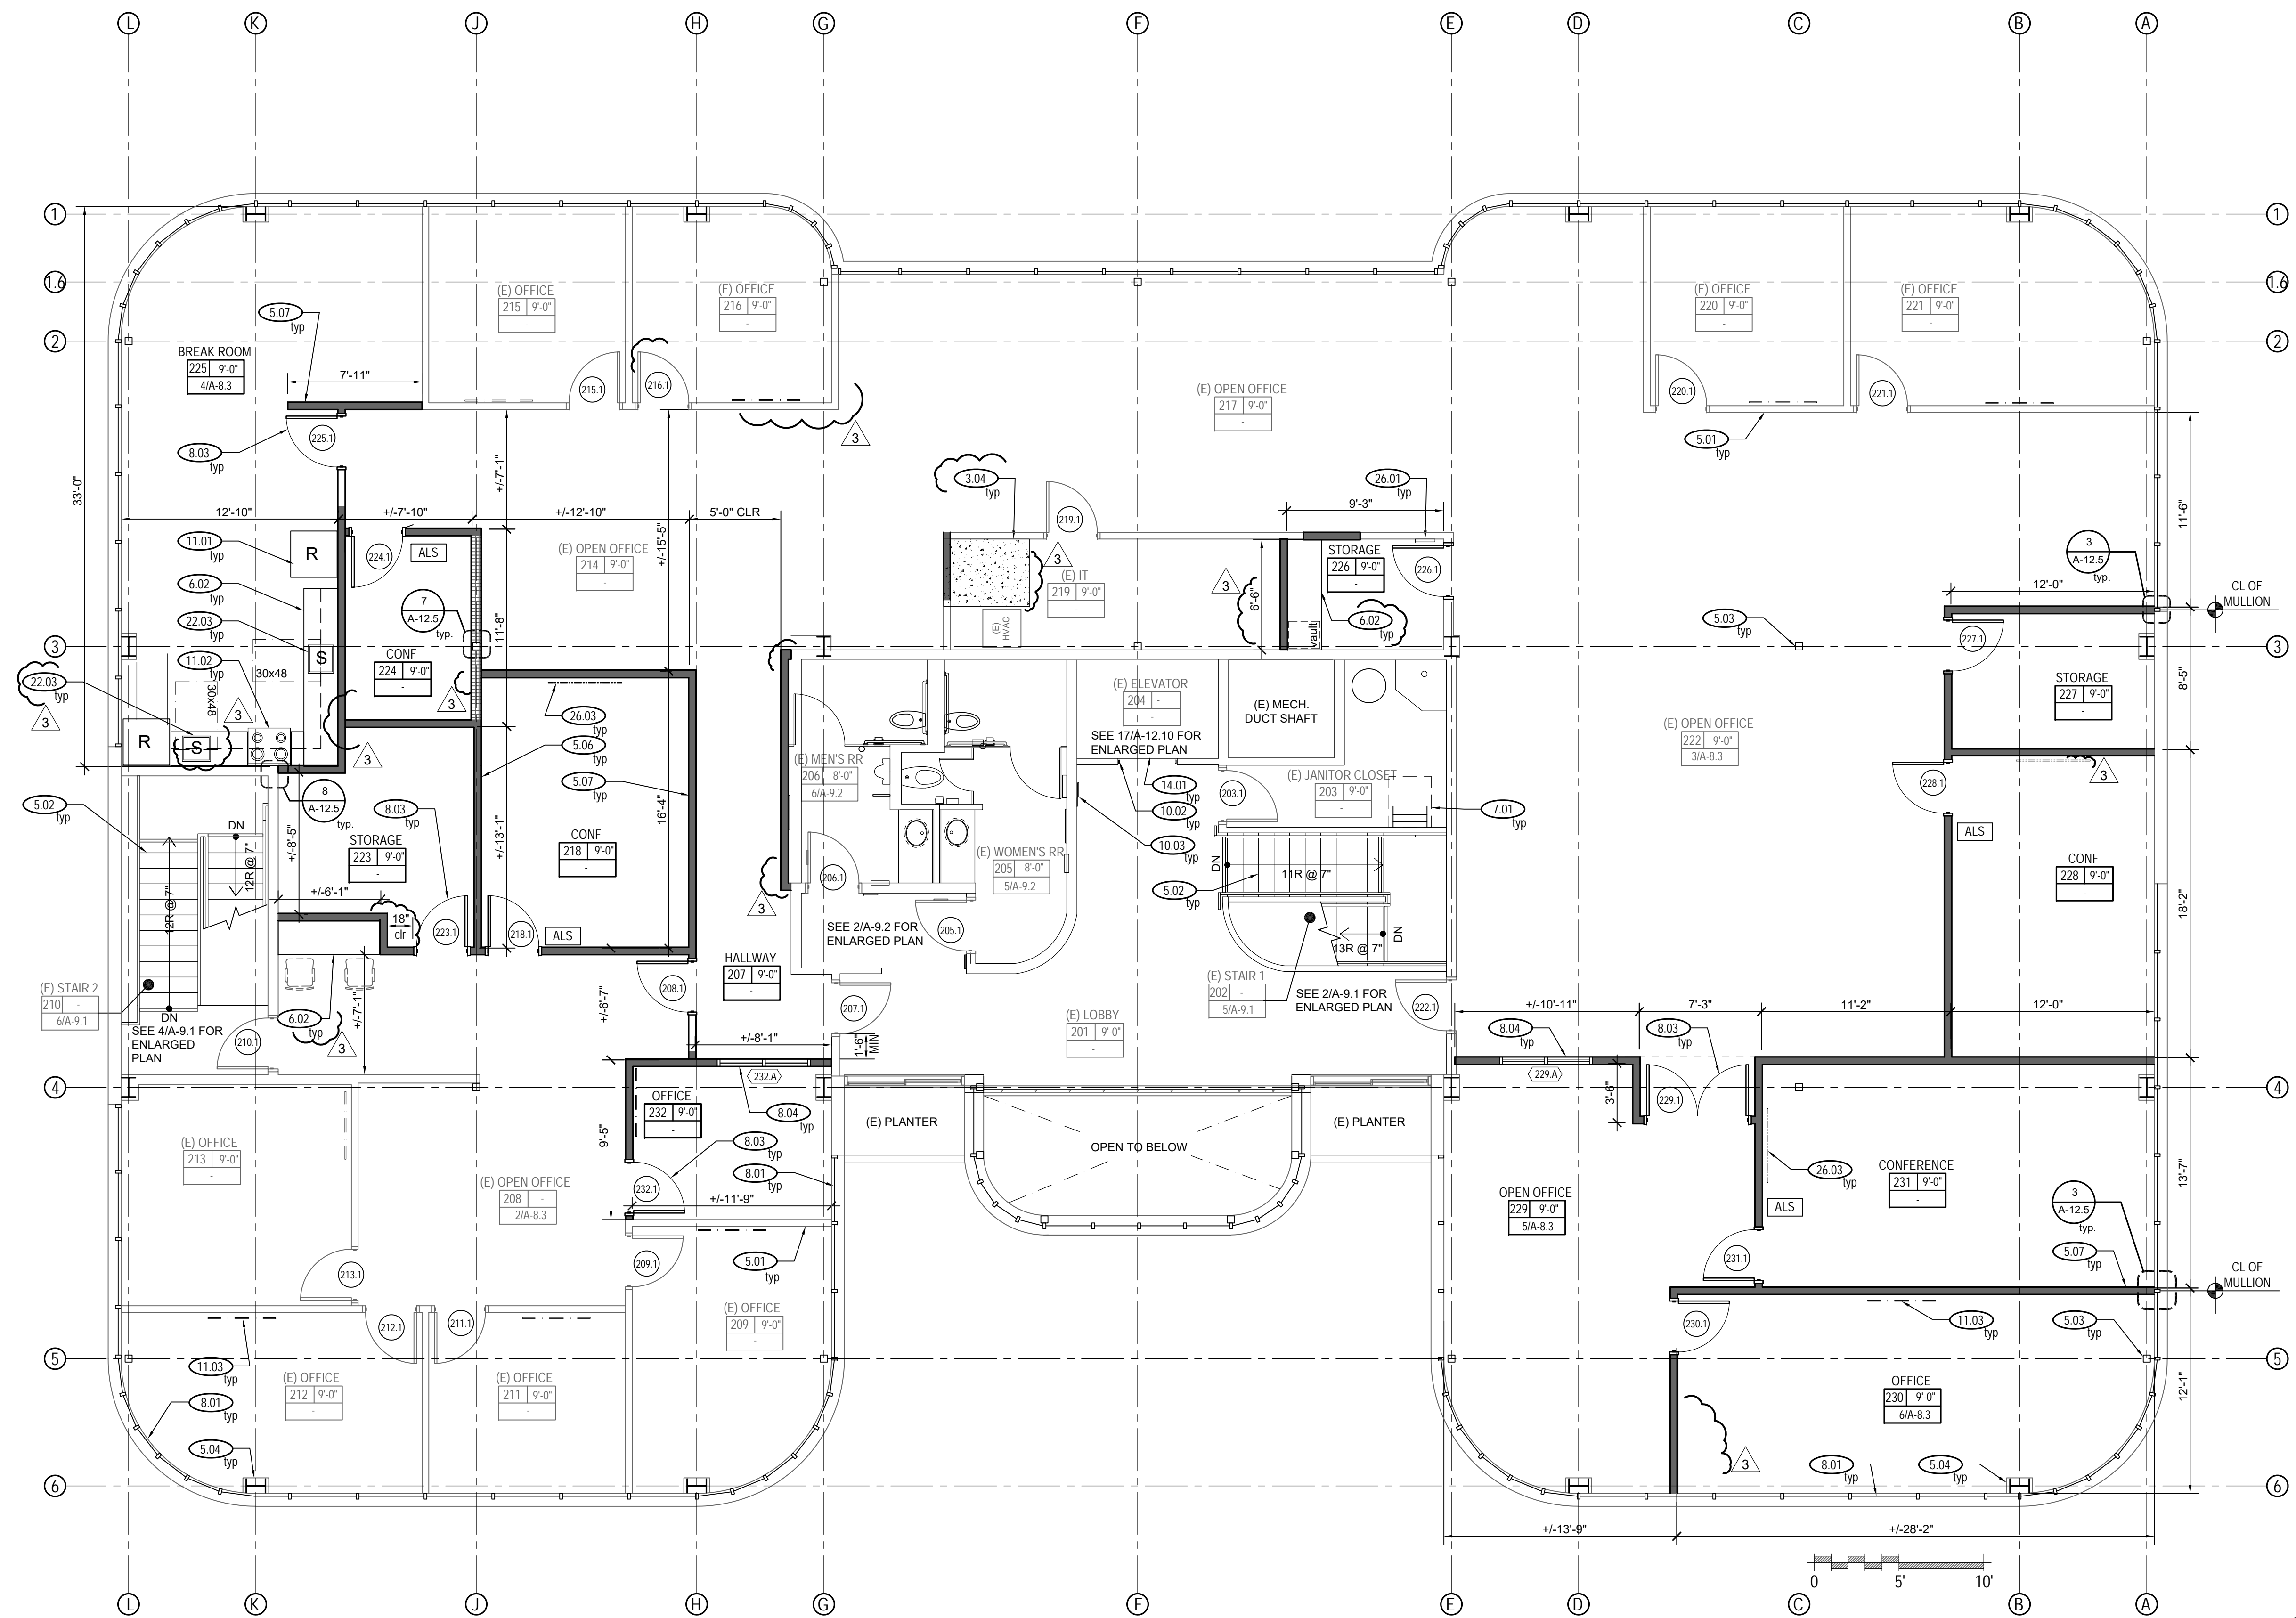 L K J H G F E D C B A
1 1
1.6 1.6
(E) OFFICE
215 9'-0"
-
(E) OFFICE
216 9'-0"
-
(E) OFFICE
220 9'-0"
-
(E) OFFICE
221 9'-0"
-
5.07
typ
2 2
BREAK ROOM
225 9'-0"
4/A-8.3
7'-11"
215.1
216.1
220.1
221.1
(E) OPEN OFFICE
217 9'-0"
-
3
5.01
typ
225.1
8.03
typ
+/-7'-1"
33'-0"
3.04
typ
26.01
typ
11'-6"
12'-10"
+/-7'-10"
+/-12'-10"
5'-0" CLR
+/-15'-5"
9'-3"
219.1
11.01
typ
R
224.1
ALS
(E) OPEN OFFICE
214 9'-0"
-
3
(E) IT
219 9'-0"
-
(E)
HVAC
3
6'-6"
STORAGE
226 9'-0"
-
226.1
6.02
typ
vault
3
A-12.5
typ.
12'-0"
CL OF
MULLION
6.02
typ
22.03
typ
7
A-12.5
typ.
11'-8"
5.03
typ
227.1
3 3
S
11.02
typ
30x48
30x48
CONF
224 9'-0"
-
3
22.03
typ
3
3
R
S
3
26.03
typ
5.06
typ
5.07
typ
(E) ELEVATOR
204 -
-
SEE 17/A-12.10 FOR
ENLARGED PLAN
(E) MECH.
DUCT SHAFT
(E) OPEN OFFICE
222 9'-0"
3/A-8.3
STORAGE
227 9'-0"
-
8'-5"
3
228.1
(E) MEN'S RR
206 8'-0"
6/A-9.2
14.01
typ
10.02
typ
10.03
typ
203.1
(E) JANITOR CLOSET
203 9'-0"
-
7.01
typ
5.02
typ
8
A-12.5
typ.
8.03
typ
DN
12R @ 7"
12R @ 7"
+/-8'-5"
STORAGE
223 9'-0"
-
+/-13'-1"
CONF
218 9'-0"
-
16'-4"
ALS
CONF
228 9'-0"
-
18'-2"
(E) WOMEN'S RR
205 8'-0"
5/A-9.2
206.1
5.02
typ
DN
11R @ 7"
+/-6'-1"
18"
clr
223.1
218.1
ALS
3
SEE 2/A-9.2 FOR
ENLARGED PLAN
205.1
13R @ 7"
DN
HALLWAY
207 9'-0"
-
208.1
207.1
(E) STAIR 2
210 -
6/A-9.1
DN
SEE 4/A-9.1 FOR
ENLARGED
PLAN
210.1
6.02
typ
3
+/-7'-1"
+/-6'-7"
+/-8'-1"
1'-6"
MIN
(E) LOBBY
201 9'-0"
-
(E) STAIR 1
202 -
5/A-9.1
SEE 2/A-9.1 FOR
ENLARGED PLAN
222.1
+/-10'-11"
7'-3"
11'-2"
12'-0"
8.04
typ
8.03
typ
232.A
229.A
4 4
OFFICE
232 9'-0"
-
8.04
typ
3'-6"
229.1
(E) PLANTER
OPEN TO BELOW
(E) PLANTER
(E) OFFICE
213 9'-0"
-
9'-5"
8.03
typ
8.01
typ
232.1
+/-11'-9"
(E) OPEN OFFICE
208 -
2/A-8.3
26.03
typ
CONFERENCE
231 9'-0"
-
ALS
13'-7"
OPEN OFFICE
229 9'-0"
5/A-8.3
3
A-12.5
typ.
5.07
typ
231.1
213.1
209.1
5.01
typ
CL OF
MULLION
212.1
211.1
(E) OFFICE
209 9'-0"
-
230.1
11.03
typ
5.03
typ
5 5
11.03
typ
(E) OFFICE
212 9'-0"
-
(E) OFFICE
211 9'-0"
-
8.01
typ
OFFICE
230 9'-0"
6/A-8.3
12'-1"
5.04
typ
3
8.01
typ
5.04
typ
6 6
+/-13'-9"
+/-28'-2"
0 5' 10'
L K J H G F E D C B A